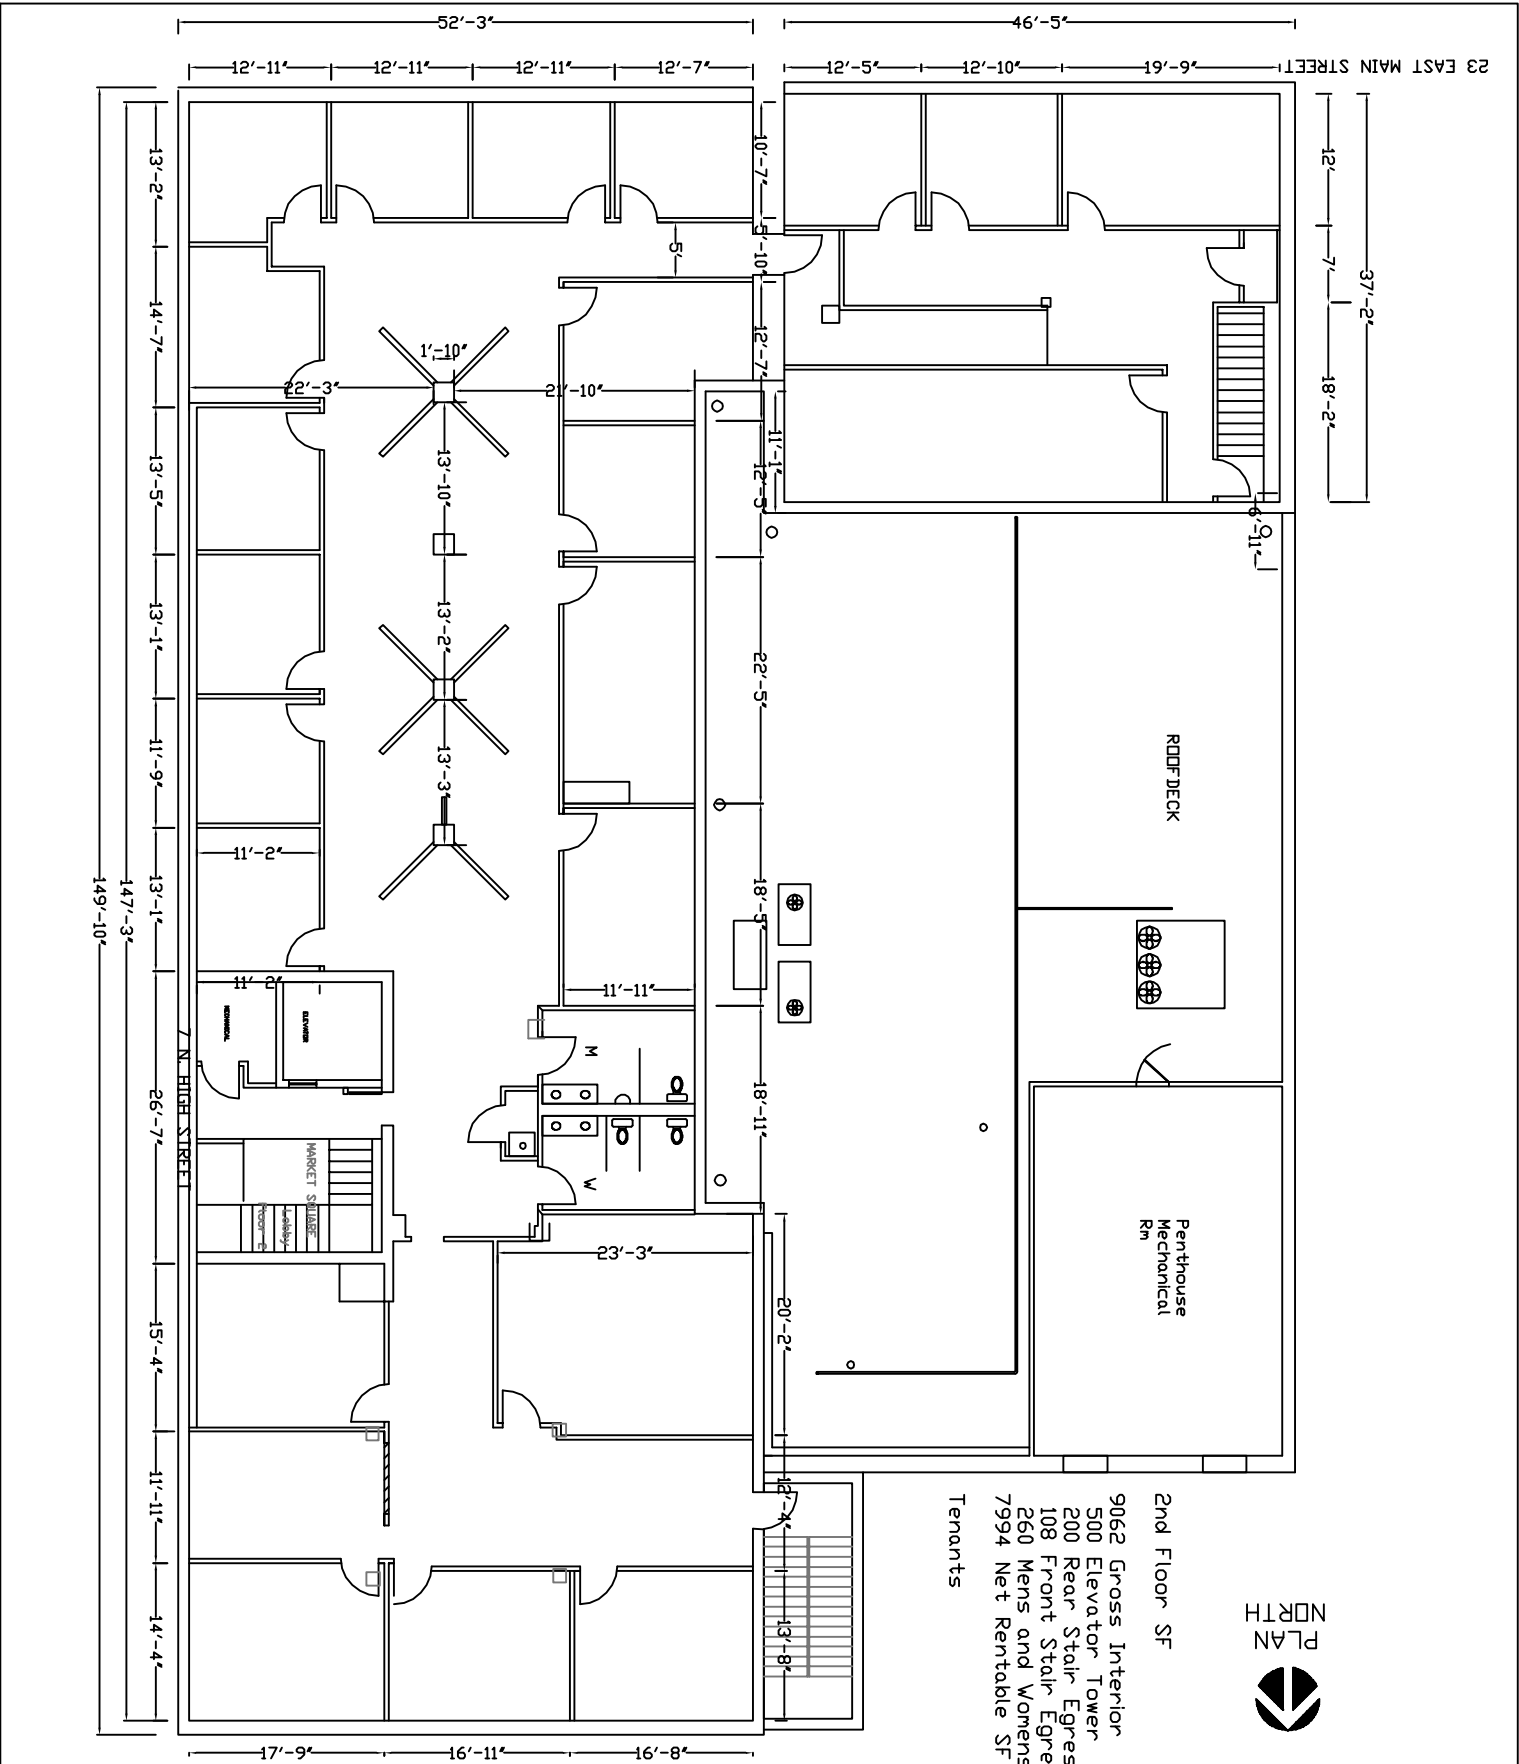 52'-3"
46'-5"
12'-11"
12'-11"
12'-11"
12'-7"
12'-5"
12'-10"
19'-9"
23 EAST MAIN STREET
13'-2"
14'-7"
13'-5"
13'-1"
11'-9"
13'-1"
26'-7"
15'-4"
11'-11"
14'-4"
147'-3"
149'-10"
10'-7"
5'-10"
5'
12'-7"
12'-5"
11'-1"
22'-5"
18'-5"
18'-11"
20'-2"
12'-4"
13'-8"
12'
7'
18'-2"
37'-2"
6'-11"
1'-10"
22'-3"
21'-10"
13'-10"
13'-2"
13'-3"
11'-2"
11'-2"
11'-11"
23'-3"
MECHANICAL
ELEVATOR
M
W
7 N. HIGH STREET
MARKET SQUARE
Lobby
Floor 2
ROOFDECK
Penthouse
Mechanical
Rm
2nd Floor SF
9062 Gross Interior
500 Elevator Tower
200 Rear Stair Egres
108 Front Stair Egre
260 Mens and Womens
7994 Net Rentable SF
Tenants
PLAN
NORTH
17'-9"
16'-11"
16'-8"